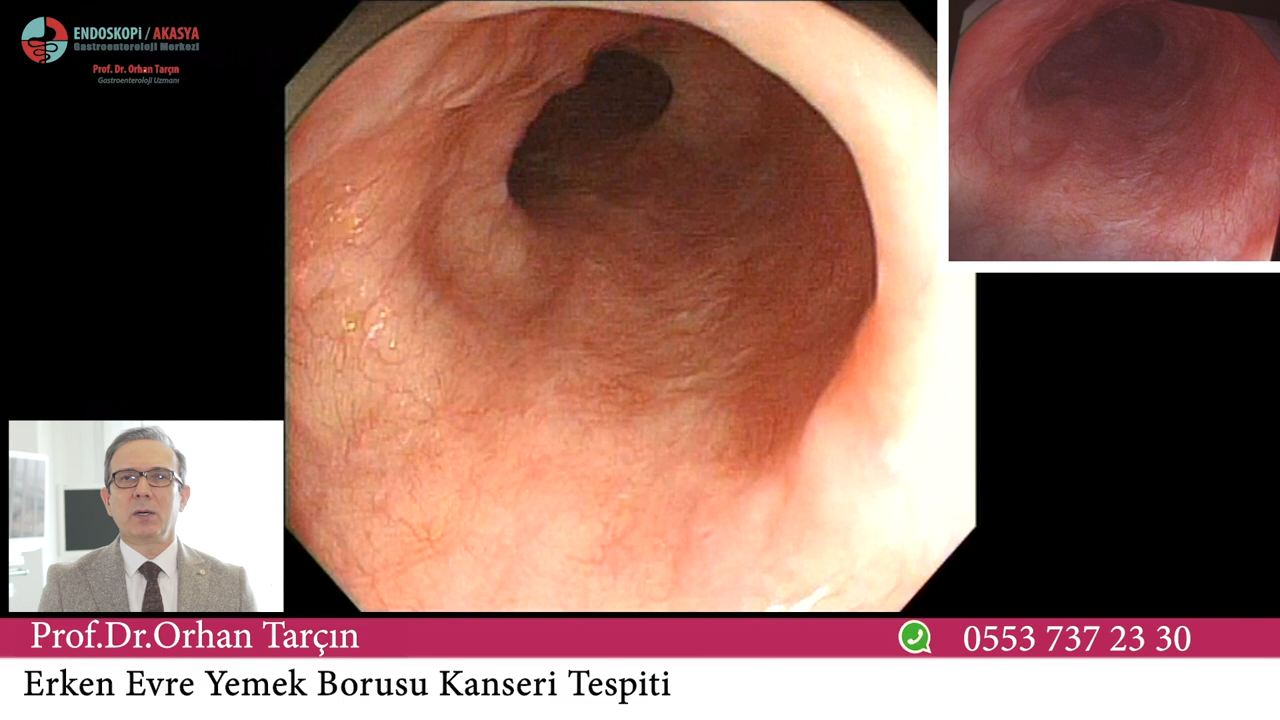 ENDOSKOPİ / AKASYA
Gastroenteroloji Merkezi
Prof. Dr. Orhan Tarçın
Gastroenteroloji Uzmanı
Prof.Dr.Orhan Tarçın
0553 737 23 30
Erken Evre Yemek Borusu Kanseri Tespiti